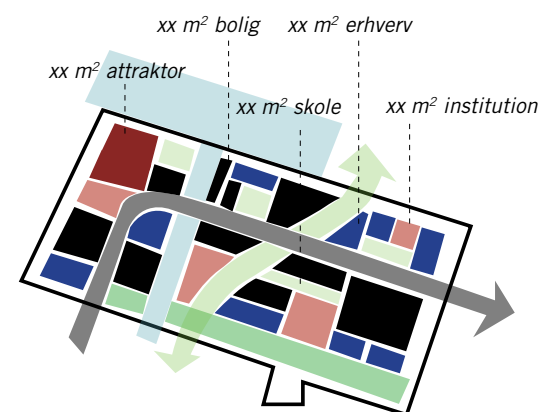 xx m² bolig
xx m² erhverv
xx m² attraktor
xx m² skole
xx m² institution